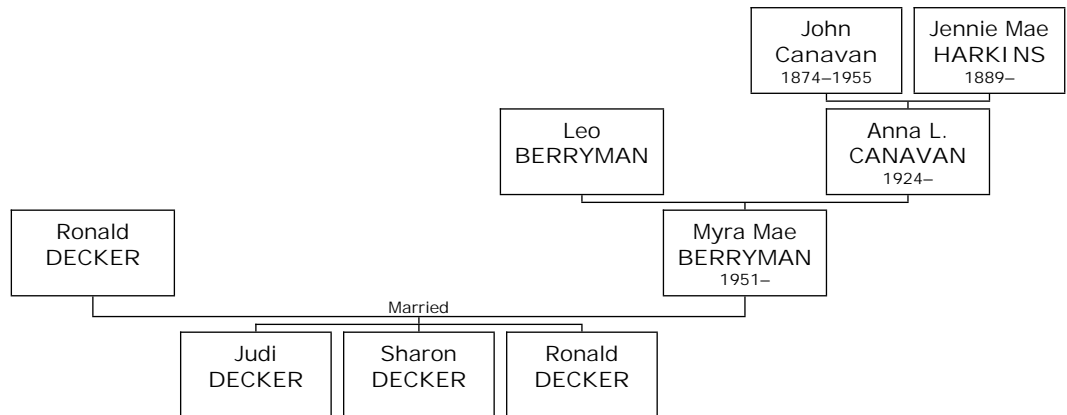 John
Canavan
1874–1955
Jennie Mae
HARKINS
1889–
Leo
BERRYMAN
Anna L.
CANAVAN
1924–
Ronald
DECKER
Myra Mae
BERRYMAN
1951–
Married
Judi
DECKER
Sharon
DECKER
Ronald
DECKER